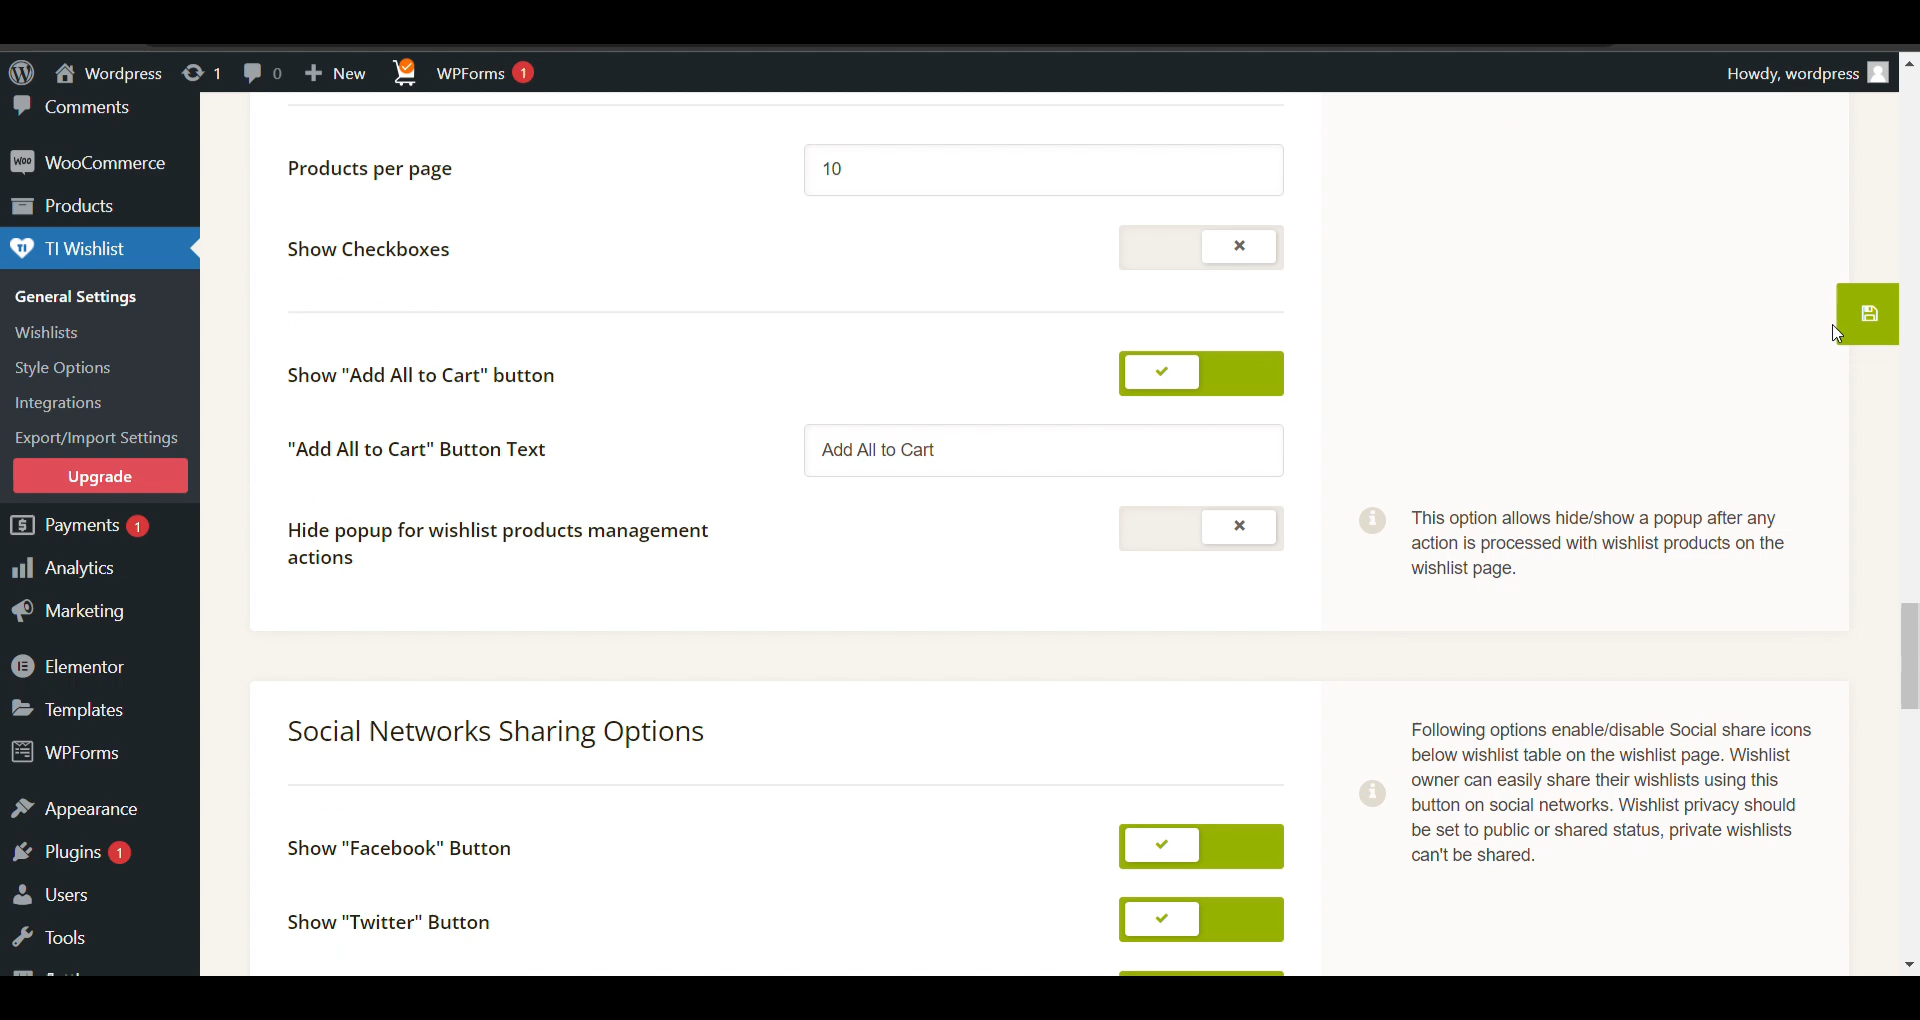 Wordpress 1 0 New WPForms 1 Howdy, wordpress
Comments
WooCommerce
Products
TI Wishlist
General Settings
Wishlists
Style Options
Integrations
Export/Import Settings
Upgrade
Payments 1
Analytics
Marketing
Elementor
Templates
WPForms
Appearance
Plugins 1
Users
Tools
Products per page
10
Show Checkboxes
Show "Add All to Cart" button
"Add All to Cart" Button Text
Add All to Cart
Hide popup for wishlist products management
actions
This option allows hide/show a popup after any
action is processed with wishlist products on the
wishlist page.
Social Networks Sharing Options
Following options enable/disable Social share icons
below wishlist table on the wishlist page. Wishlist
owner can easily share their wishlists using this
button on social networks. Wishlist privacy should
be set to public or shared status, private wishlists
can't be shared.
Show "Facebook" Button
Show "Twitter" Button